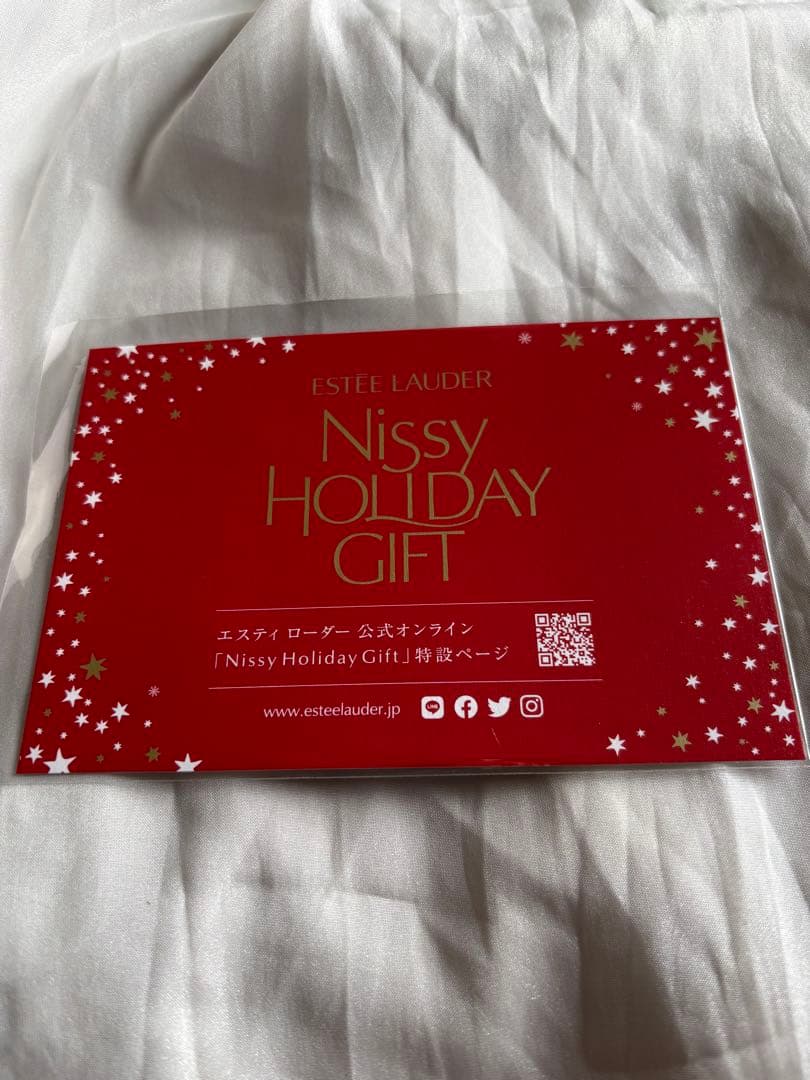 ESTĒE LAUDER
Nissy
HOLIDAY
GIFT
エスティ ローダー 公式オンライン
「Nissy Holiday Gift」特設ページ
www.esteelauder.jp
LINE